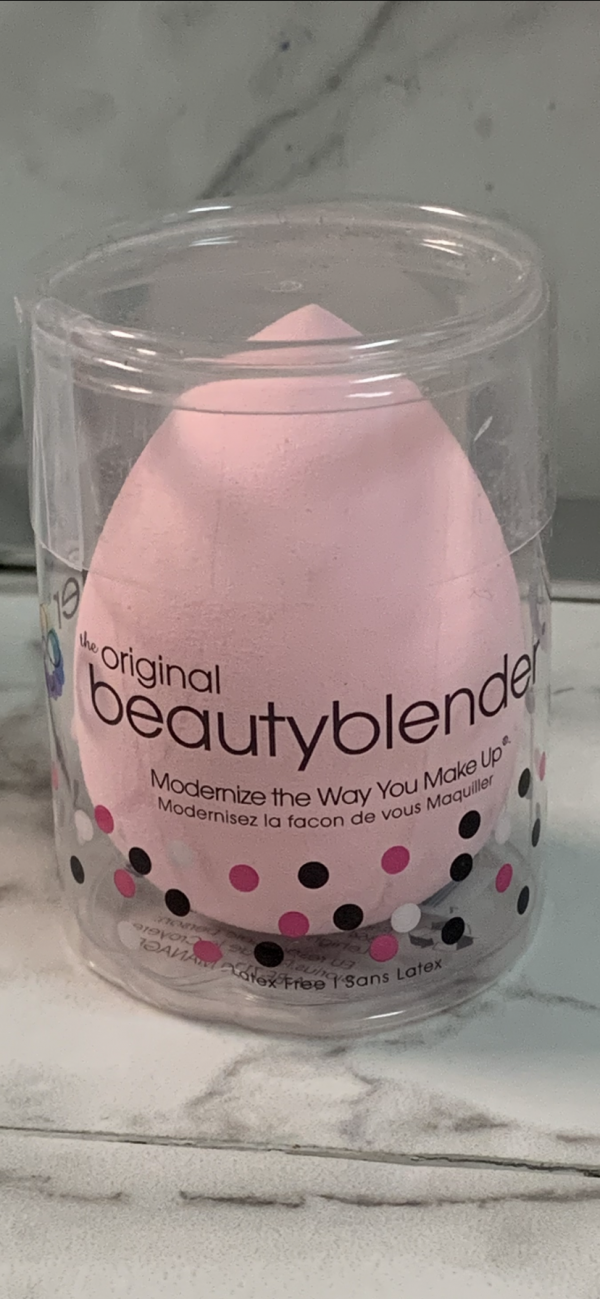 the original
beautyblender
Modernize the Way You Make Up®.
Modernisez la facon de vous Maquiller
Latex Free | Sans Latex